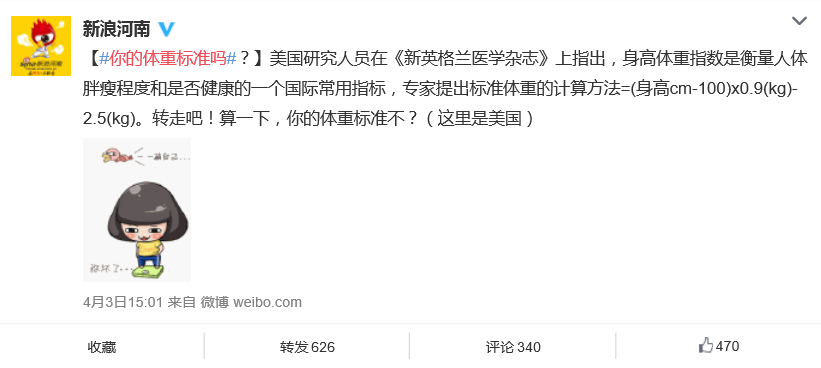 新浪河南
【#你的体重标准吗#？】美国研究人员在《新英格兰医学杂志》上指出，身高体重指数是衡量人体
胖瘦程度和是否健康的一个国际常用指标，专家提出标准体重的计算方法=(身高cm-100)x0.9(kg)-
2.5(kg)。转走吧！算一下，你的体重标准不？（这里是美国）
4月3日15:01 来自 微博 weibo.com
收藏
转发 626
评论 340
470